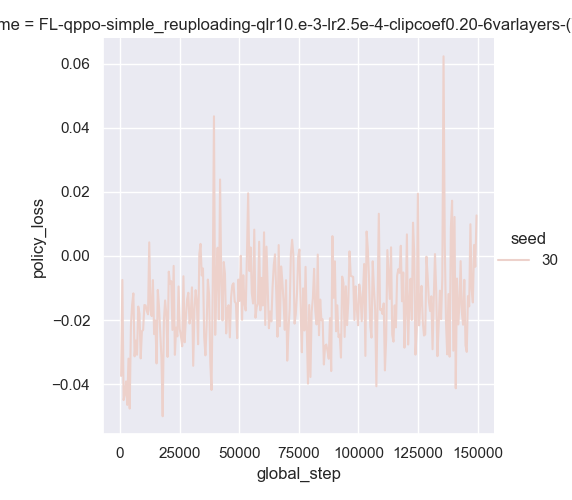 me = FL-qppo-simple_reuploading-qlr10.e-3-lr2.5e-4-clipcoef0.20-6varlayers-(
0.06
0.04
0.02
0.00
−0.02
−0.04
policy_loss
0 25000 50000 75000 100000 125000 150000
global_step
seed
30